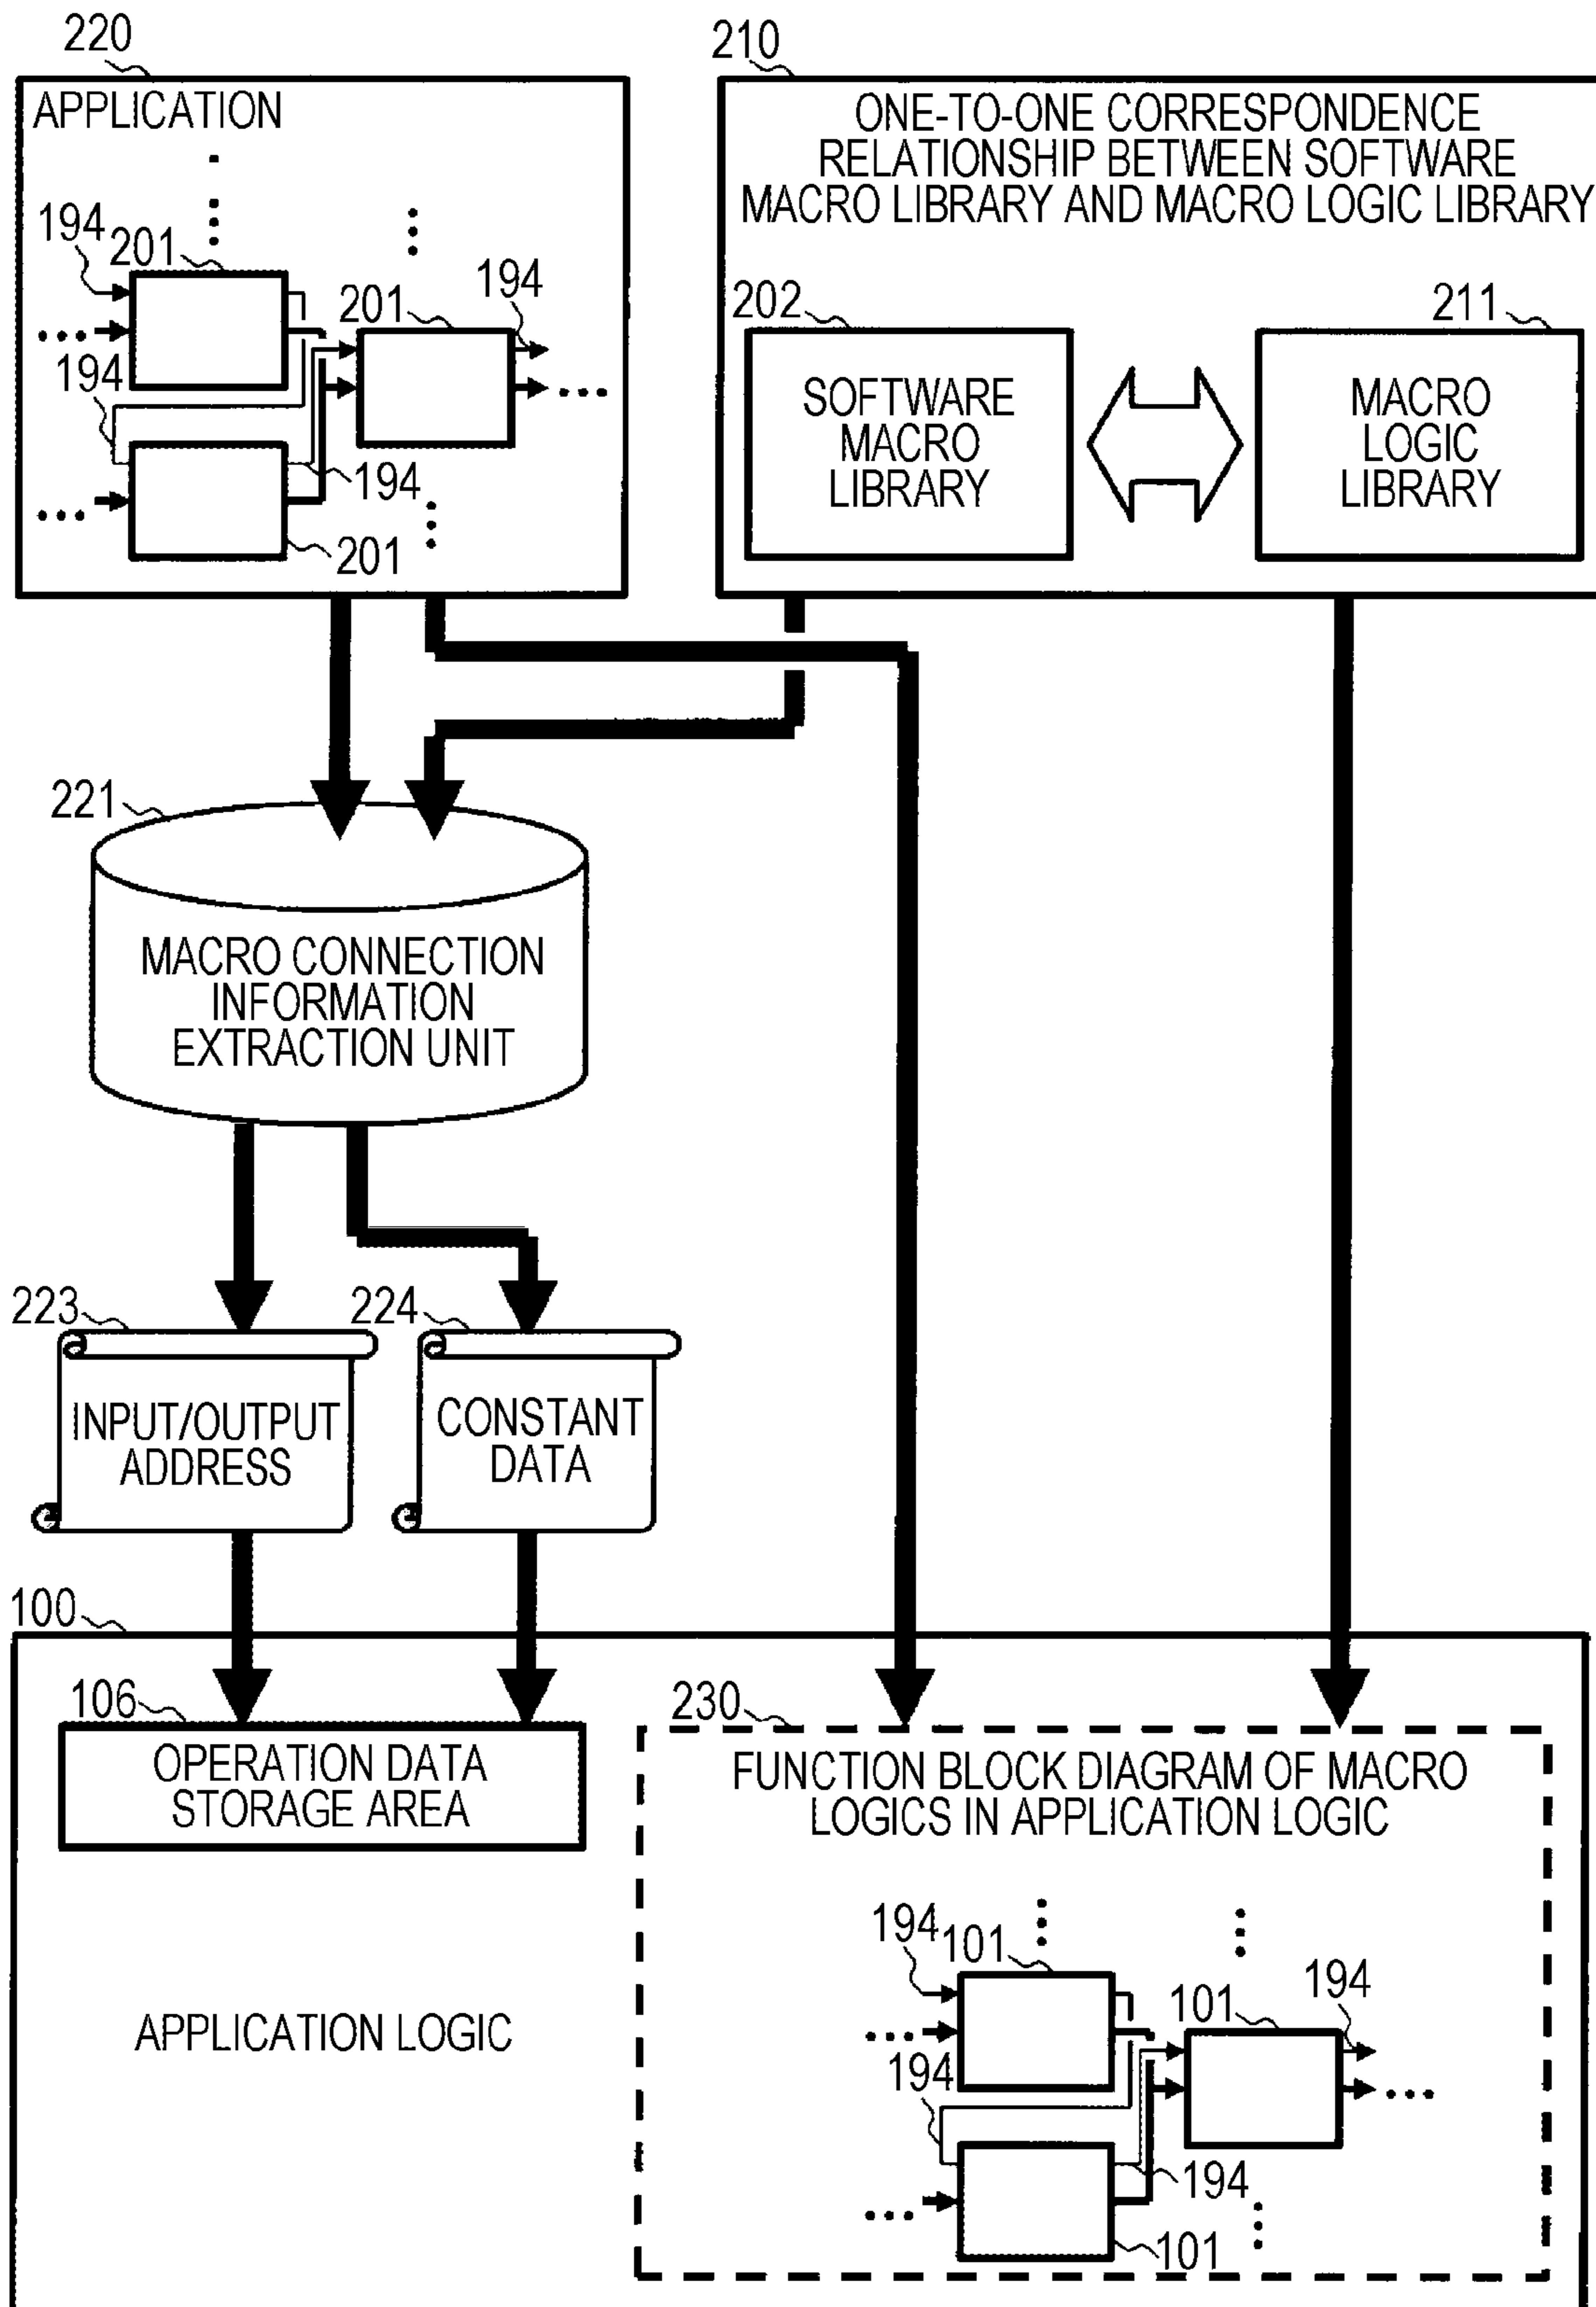 220
210
APPLICATION
ONE-TO-ONE CORRESPONDENCE
RELATIONSHIP BETWEEN SOFTWARE
MACRO LIBRARY AND MACRO LOGIC LIBRARY
194
201
201
194
194
194
201
202
211
SOFTWARE
MACRO
LIBRARY
MACRO
LOGIC
LIBRARY
221
MACRO CONNECTION
INFORMATION
EXTRACTION UNIT
223
224
INPUT/OUTPUT
ADDRESS
CONSTANT
DATA
100
106
230
OPERATION DATA
STORAGE AREA
FUNCTION BLOCK DIAGRAM OF MACRO
LOGICS IN APPLICATION LOGIC
APPLICATION LOGIC
194
101
101
194
194
194
101